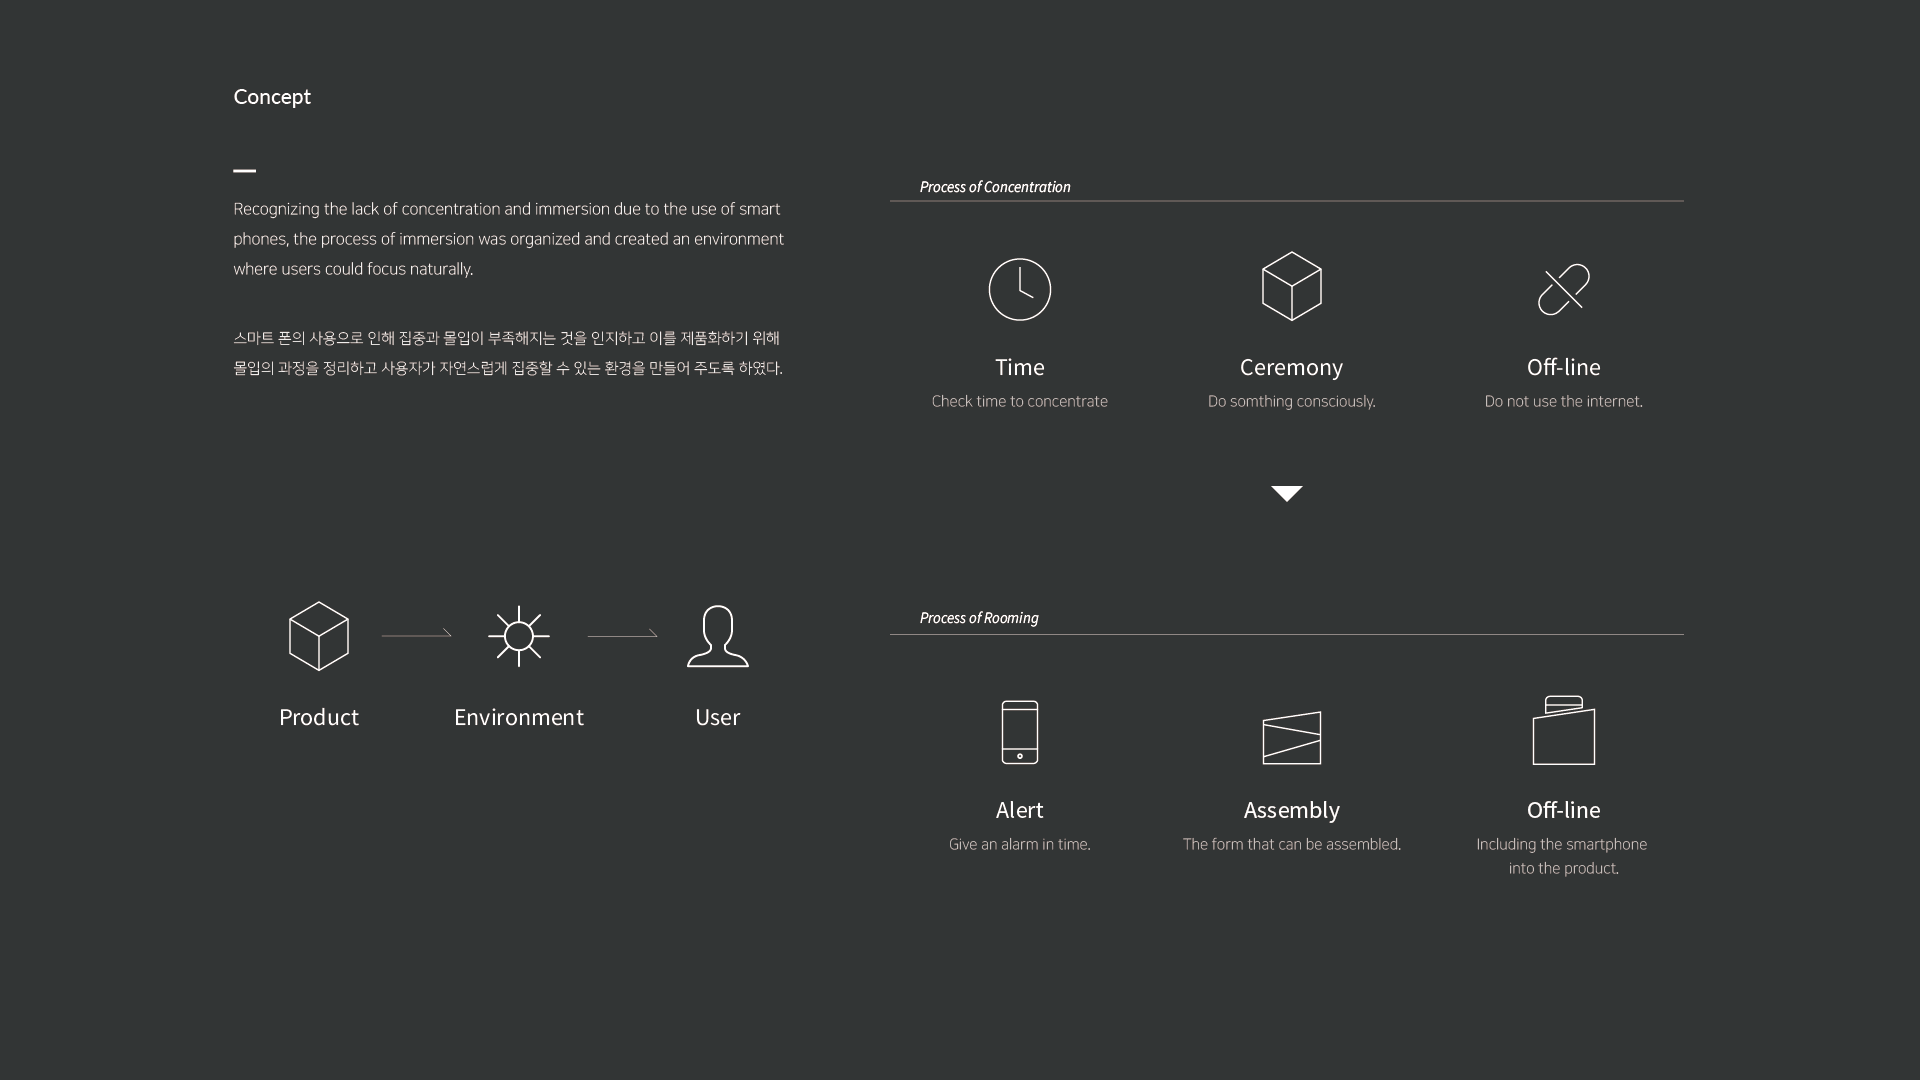 Concept
Recognizing the lack of concentration and immersion due to the use of smart
phones, the process of immersion was organized and created an environment
where users could focus naturally.
스마트 폰의 사용으로 인해 집중과 몰입이 부족해지는 것을 인지하고 이를 제품화하기 위해
몰입의 과정을 정리하고 사용자가 자연스럽게 집중할 수 있는 환경을 만들어 주도록 하였다.
Product
Environment
User
Process of Concentration
Time
Check time to concentrate
Ceremony
Do somthing consciously.
Off-line
Do not use the internet.
Process of Rooming
Alert
Give an alarm in time.
Assembly
The form that can be assembled.
Off-line
Including the smartphone
into the product.